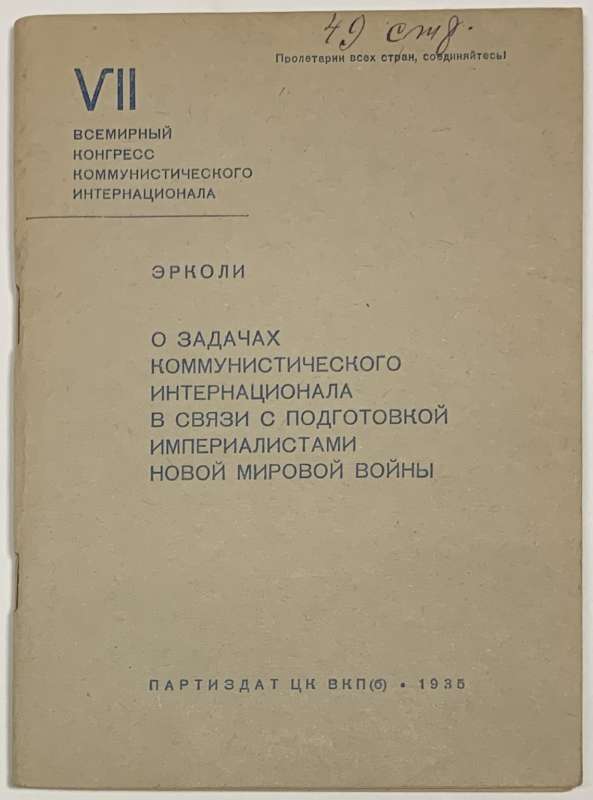 49 стр.
Пролетарии всех стран, соединяйтесь!
VII
ВСЕМИРНЫЙ
КОНГРЕСС
КОММУНИСТИЧЕСКОГО
ИНТЕРНАЦИОНАЛА
ЭРКОЛИ
О ЗАДАЧАХ
КОММУНИСТИЧЕСКОГО
ИНТЕРНАЦИОНАЛА
В СВЯЗИ С ПОДГОТОВКОЙ
ИМПЕРИАЛИСТАМИ
НОВОЙ МИРОВОЙ ВОЙНЫ
ПАРТИЗДАТ ЦК ВКП(б) • 1935